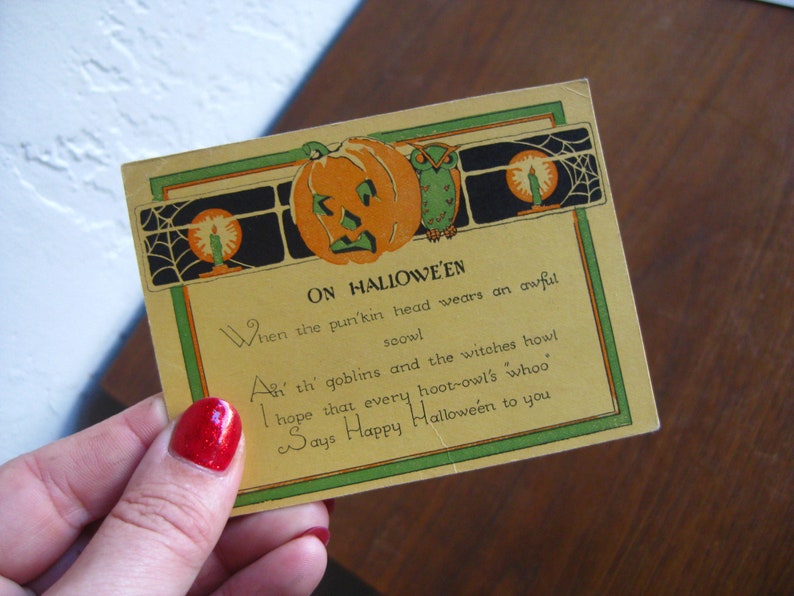 ON HALLOWE'EN
When the pun'kin head wears an awful
scowl
An' th' goblins and the witches howl
I hope that every hoot-owl's "whoo"
Says Happy Hallowe'en to you